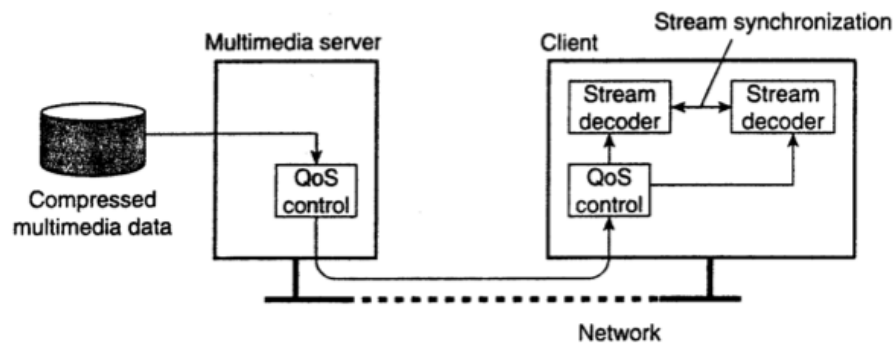 Stream synchronization
Multimedia server
Client
Stream
decoder
Stream
decoder
QoS
control
QoS
control
Compressed
multimedia data
Network